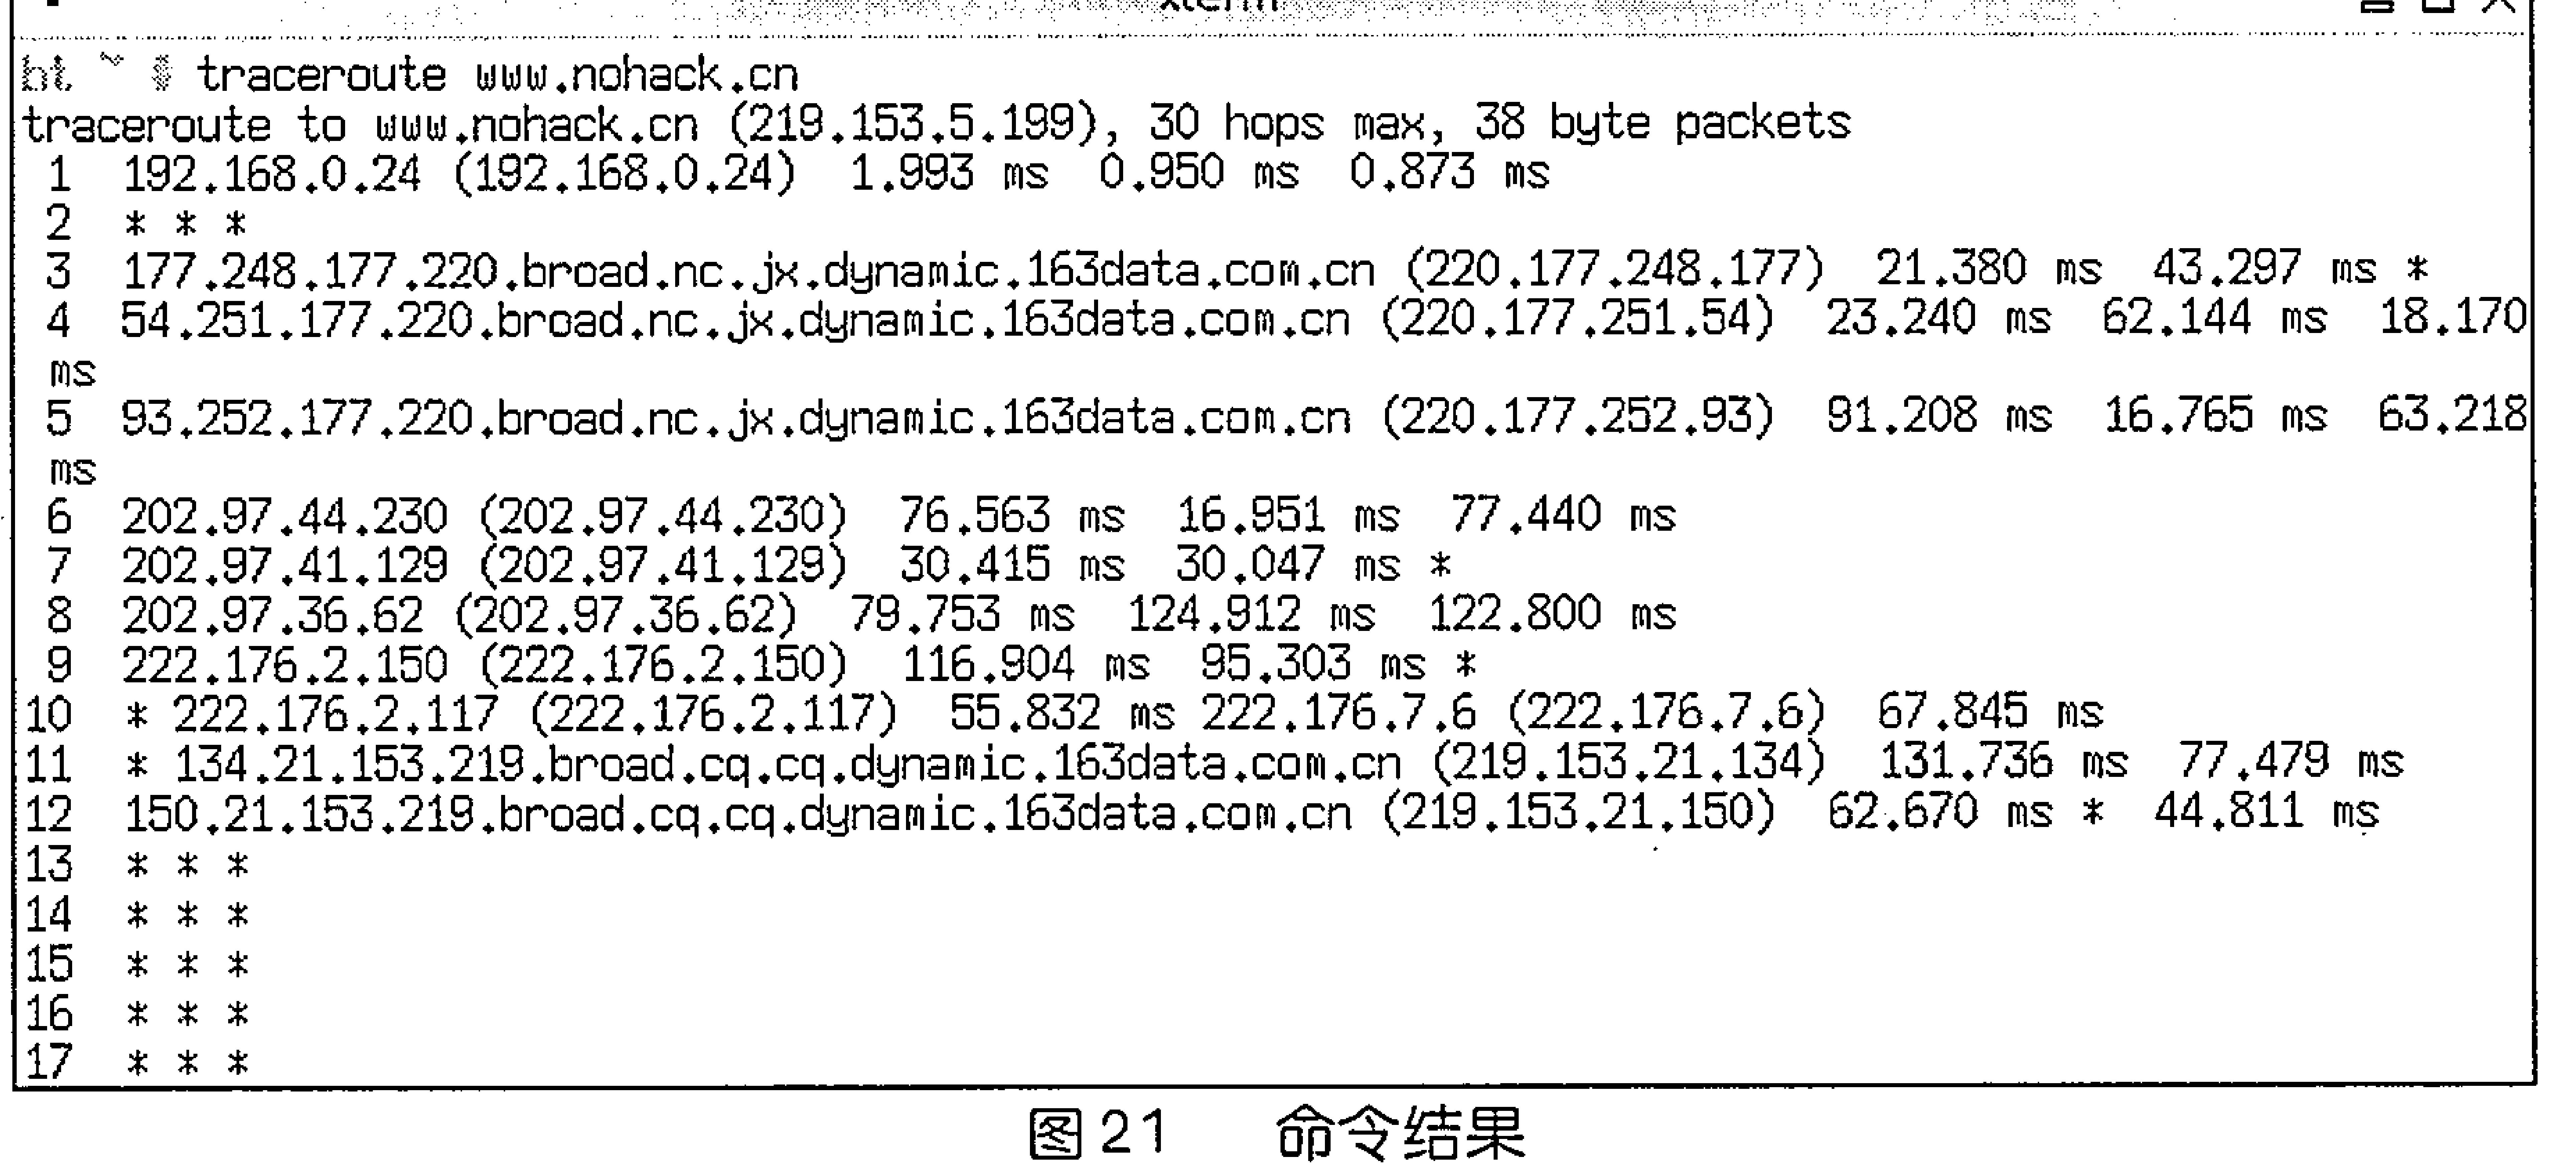 xterm
bt ~ $ traceroute www.nohack.cn
traceroute to www.nohack.cn (219.153.5.199), 30 hops max, 38 byte packets
1 192.168.0.24 (192.168.0.24) 1.993 ms 0.950 ms 0.873 ms
2 * * *
3 177.248.177.220.broad.nc.jx.dynamic.163data.com.cn (220.177.248.177) 21.380 ms 43.297 ms *
4 54.251.177.220.broad.nc.jx.dynamic.163data.com.cn (220.177.251.54) 23.240 ms 62.144 ms 18.170
ms
5 93.252.177.220.broad.nc.jx.dynamic.163data.com.cn (220.177.252.93) 91.208 ms 16.765 ms 63.218
ms
6 202.97.44.230 (202.97.44.230) 76.563 ms 16.951 ms 77.440 ms
7 202.97.41.129 (202.97.41.129) 30.415 ms 30.047 ms *
8 202.97.36.62 (202.97.36.62) 79.753 ms 124.912 ms 122.800 ms
9 222.176.2.150 (222.176.2.150) 116.904 ms 95.303 ms *
10 * 222.176.2.117 (222.176.2.117) 55.832 ms 222.176.7.6 (222.176.7.6) 67.845 ms
11 * 134.21.153.219.broad.cq.cq.dynamic.163data.com.cn (219.153.21.134) 131.736 ms 77.479 ms
12 150.21.153.219.broad.cq.cq.dynamic.163data.com.cn (219.153.21.150) 62.670 ms * 44.811 ms
13 * * *
14 * * *
15 * * *
16 * * *
17 * * *
图21 命令结果